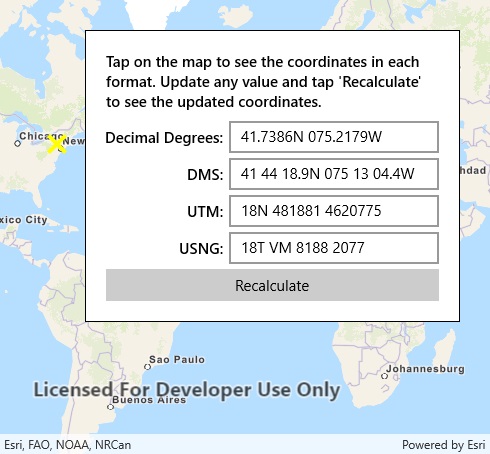 Tap on the map to see the coordinates in each
format. Update any value and tap 'Recalculate'
to see the updated coordinates.
Decimal Degrees: 41.7386N 075.2179W
DMS: 41 44 18.9N 075 13 04.4W
UTM: 18N 481881 4620775
USNG: 18T VM 8188 2077
Recalculate
Chicago
New
xico City
hdad
Sao Paulo
Johannesburg
Licensed For Developer Use Only
Buenos Aires
Esri, FAO, NOAA, NRCan
Powered by Esri